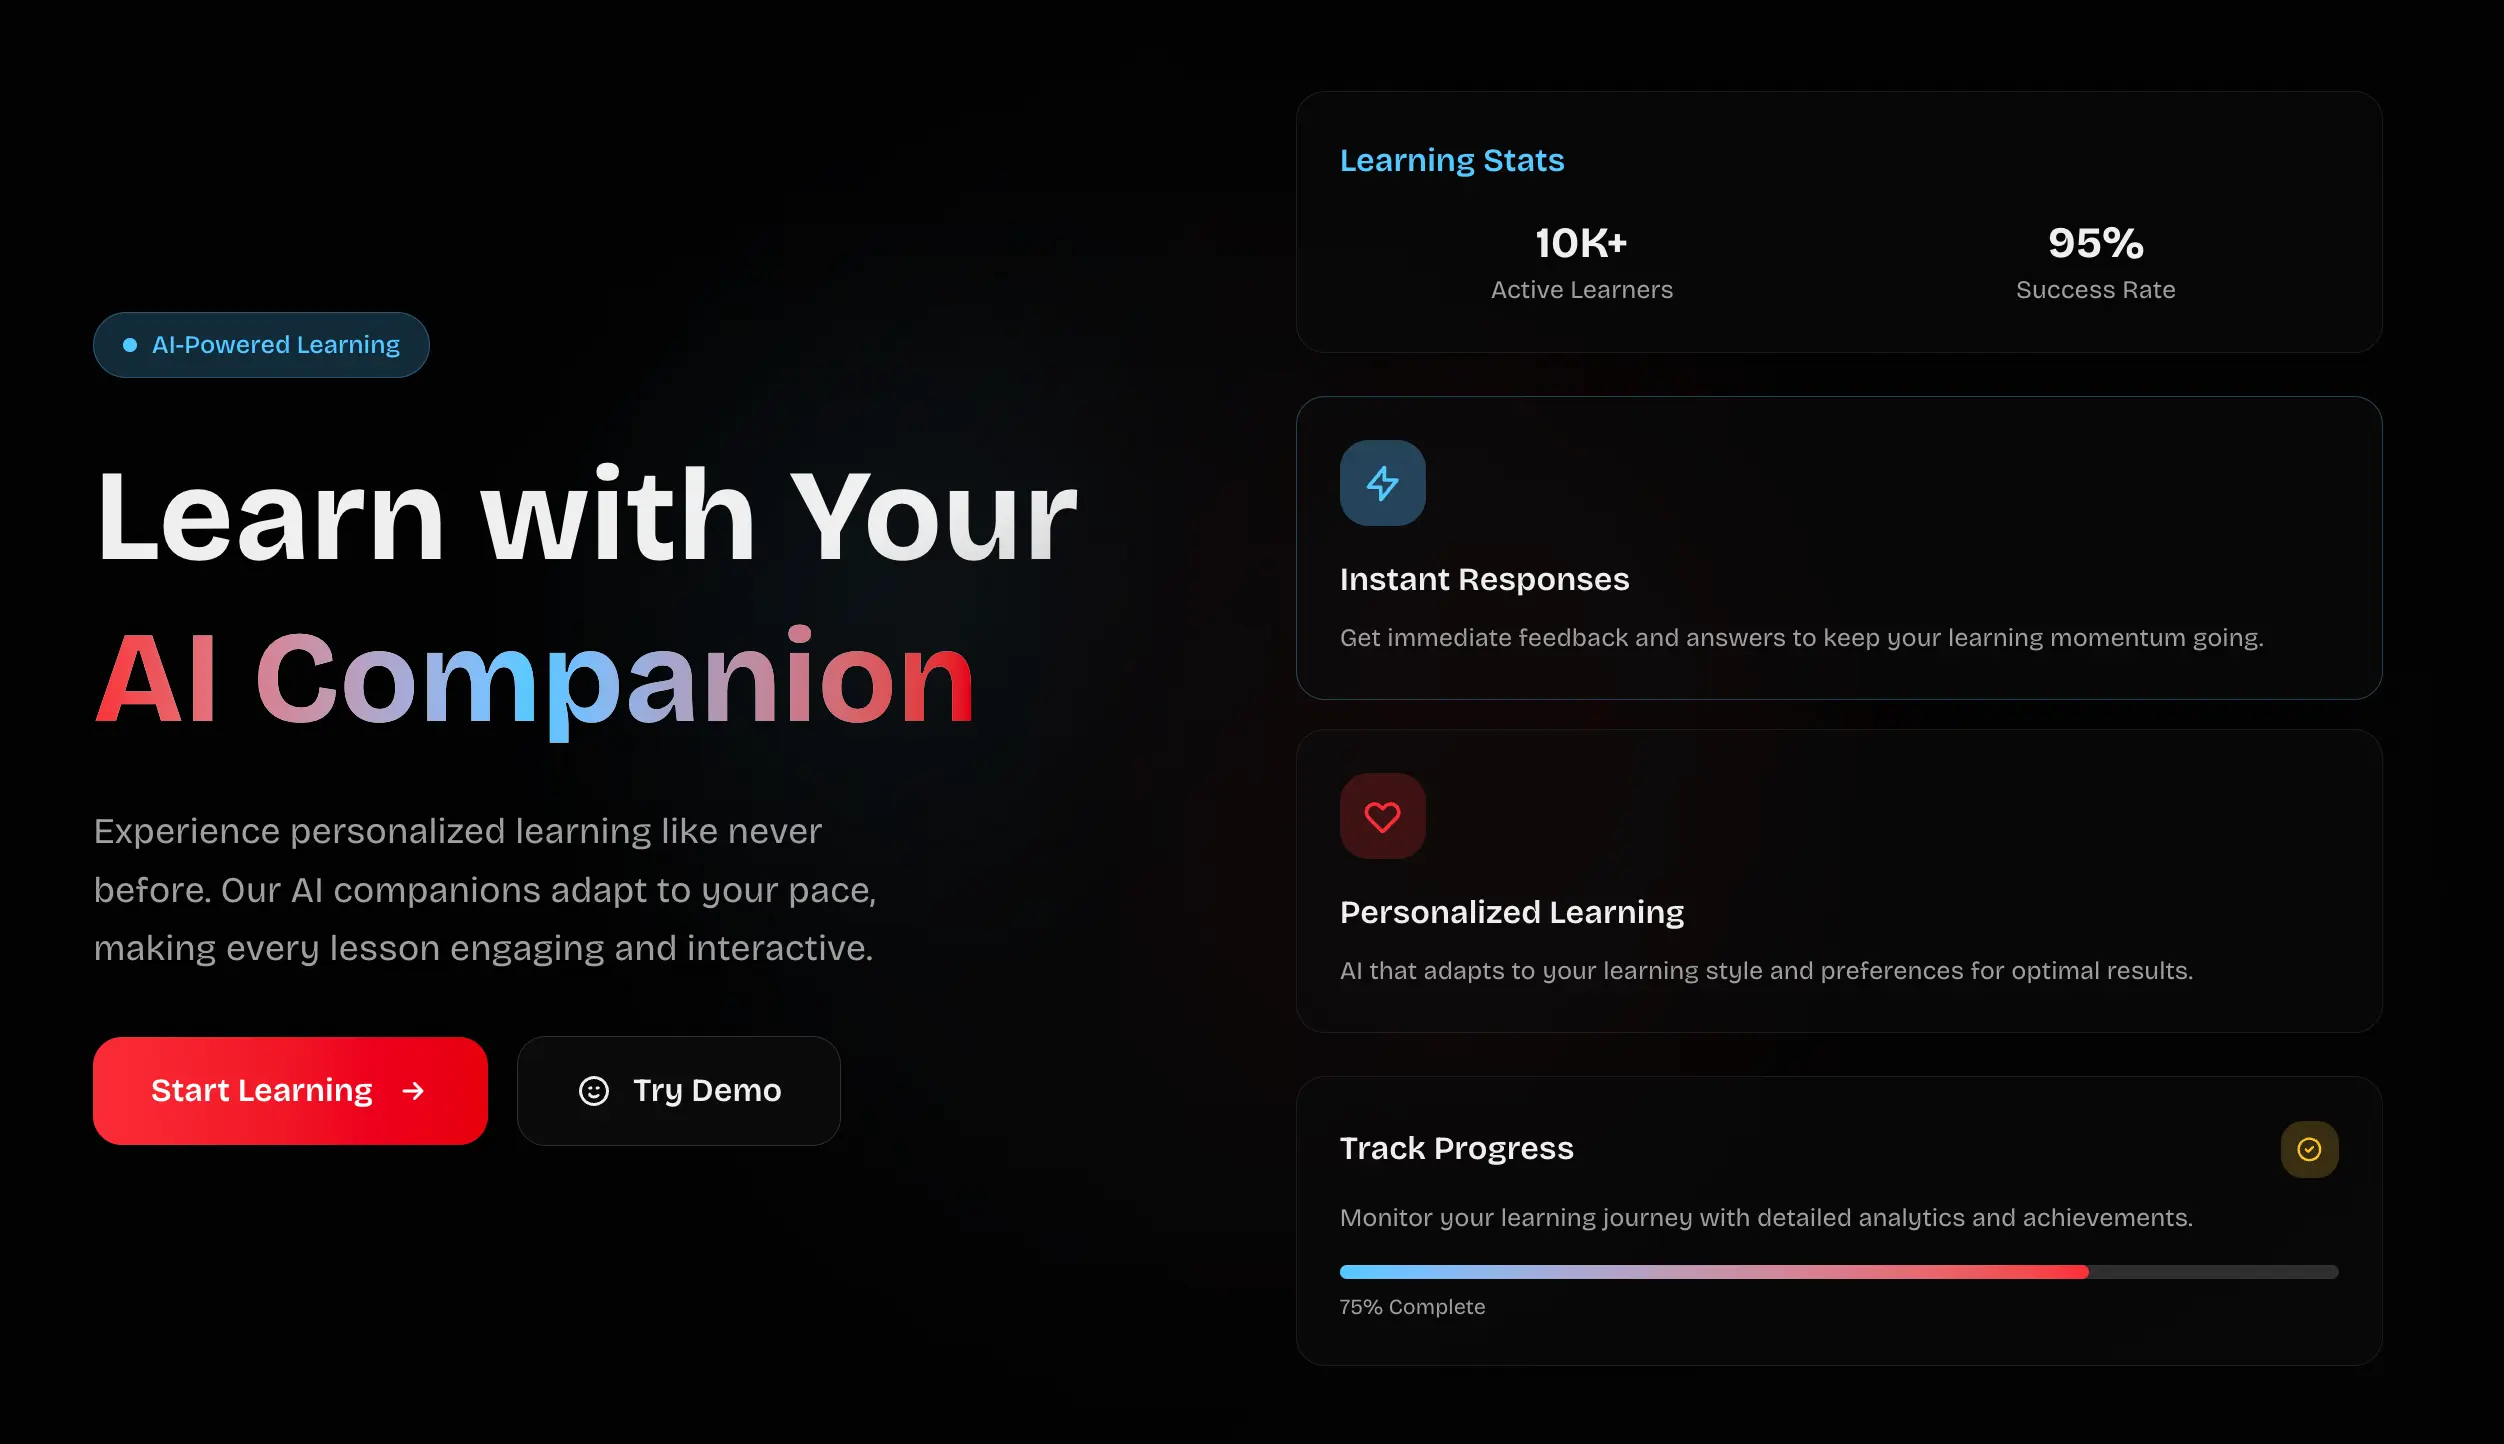 AI-Powered Learning
Learn with Your
AI Companion
Experience personalized learning like never
before. Our AI companions adapt to your pace,
making every lesson engaging and interactive.
Start Learning →
Try Demo
Learning Stats
10K+
Active Learners
95%
Success Rate
Instant Responses
Get immediate feedback and answers to keep your learning momentum going.
Personalized Learning
AI that adapts to your learning style and preferences for optimal results.
Track Progress
Monitor your learning journey with detailed analytics and achievements.
75% Complete